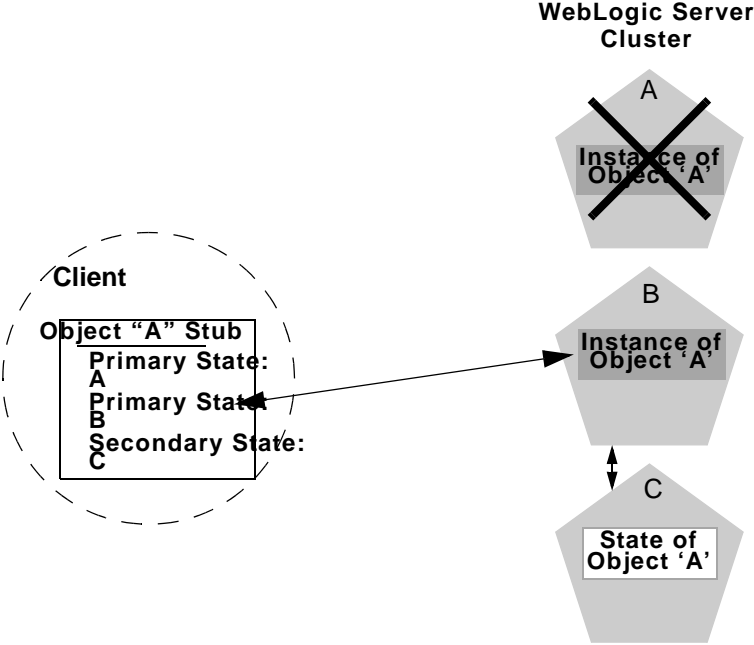 WebLogic Server
Cluster
A
Instance of
Object ‘A’
Client
Object “A” Stub
Primary State:
A
Primary State:
B
Secondary State:
C
B
Instance of
Object ‘A’
C
State of
Object ‘A’